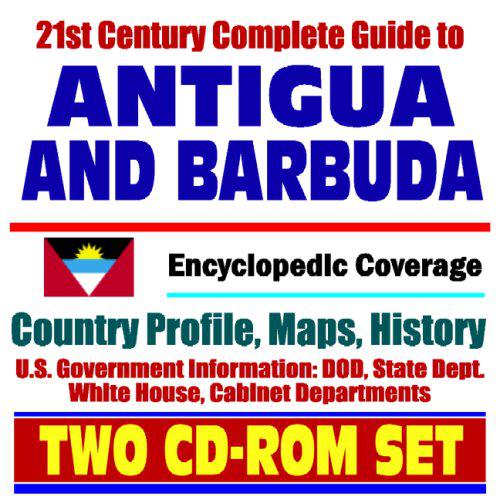 21st Century Complete Guide to
ANTIGUA
AND BARBUDA
Encyclopedic Coverage
Country Profile, Maps, History
U.S. Government Information: DOD, State Dept.
White House, Cabinet Departments
TWO CD-ROM SET